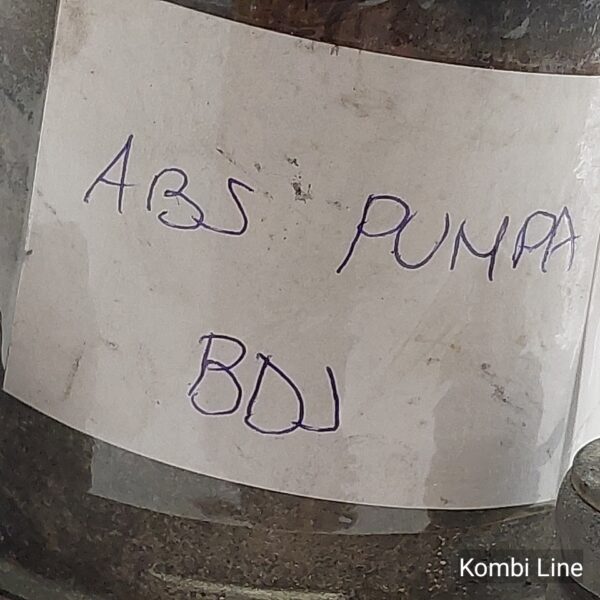 ABS PUMPA
BDJ
Kombi Line